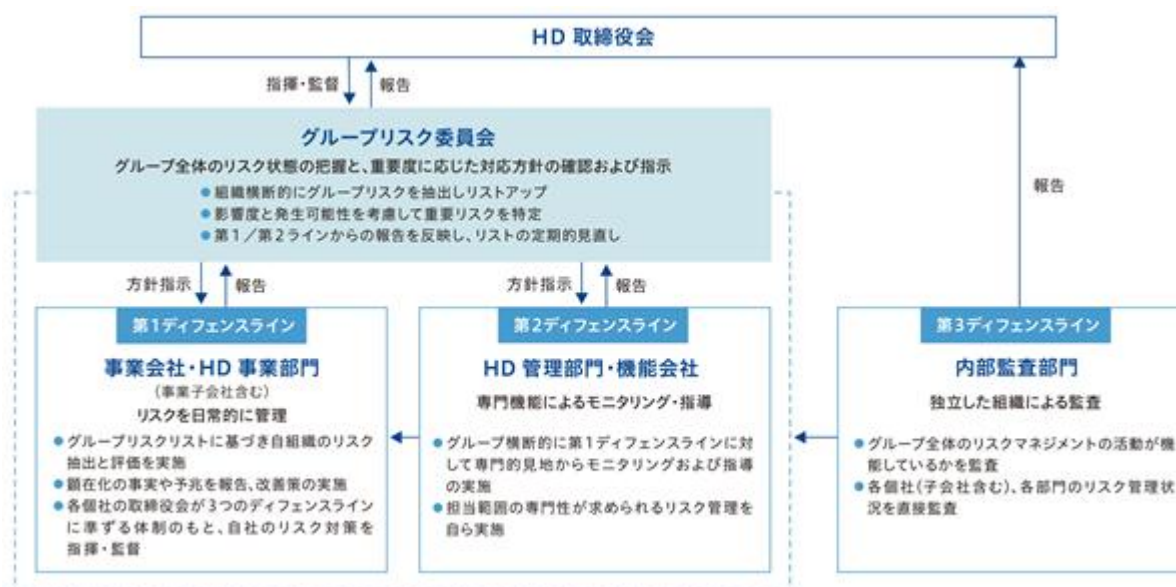 HD 取締役会
指揮・監督
報告
グループリスク委員会
グループ全体のリスク状態の把握と、重要度に応じた対応方針の確認および指示
●組織横断的にグループリスクを抽出しリストアップ
●影響度と発生可能性を考慮して重要リスクを特定
●第1/第2ラインからの報告を反映し、リストの定期的見直し
報告
方針指示
報告
方針指示
報告
第1ディフェンスライン
事業会社・HD 事業部門
(事業子会社含む)
リスクを日常的に管理
●グループリスクリストに基づき自組織のリスク
抽出と評価を実施
●顕在化の事実や予兆を報告、改善策の実施
●各個社の取締役会が3つのディフェンスライン
に準ずる体制のもと、自社のリスク対策を
指揮・監督
第2ディフェンスライン
HD 管理部門・機能会社
専門機能によるモニタリング・指導
●グループ横断的に第1ディフェンスラインに対
して専門的見地からモニタリングおよび指導
の実施
●担当範囲の専門性が求められるリスク管理を
自ら実施
第3ディフェンスライン
内部監査部門
独立した組織による監査
●グループ全体のリスクマネジメントの活動が機
能しているかを監査
●各個社(子会社含む)、各部門のリスク管理状
況を直接監査